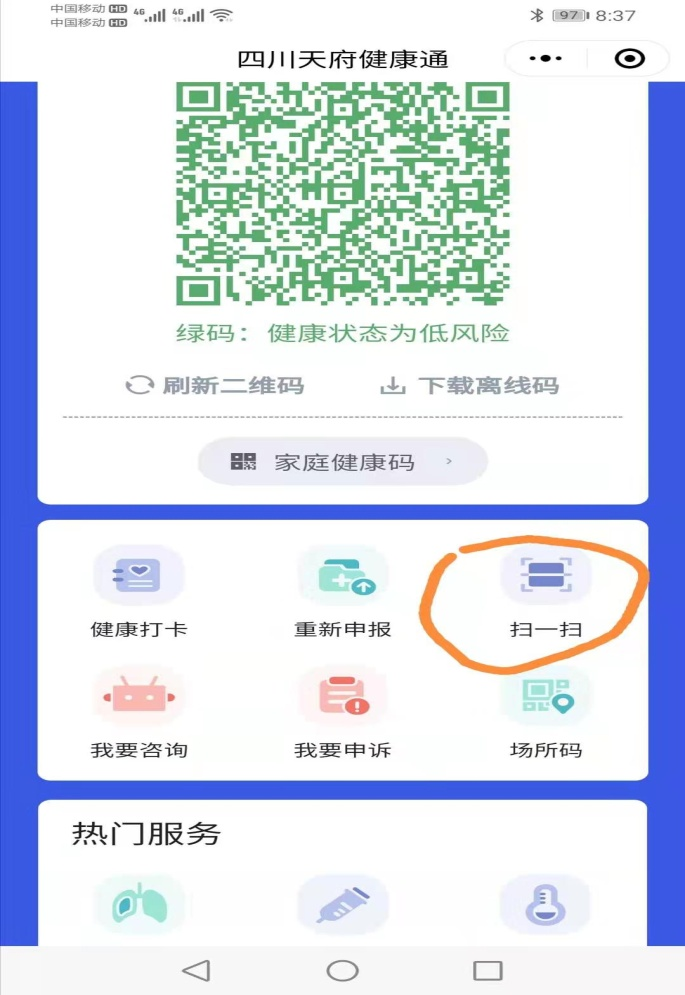 中国移动 HD 4G 4G 97 8:37
中国移动 HD
四川天府健康通
绿码：健康状态为低风险
刷新二维码 下载离线码
家庭健康码
健康打卡 重新申报 扫一扫
我要咨询 我要申诉 场所码
热门服务